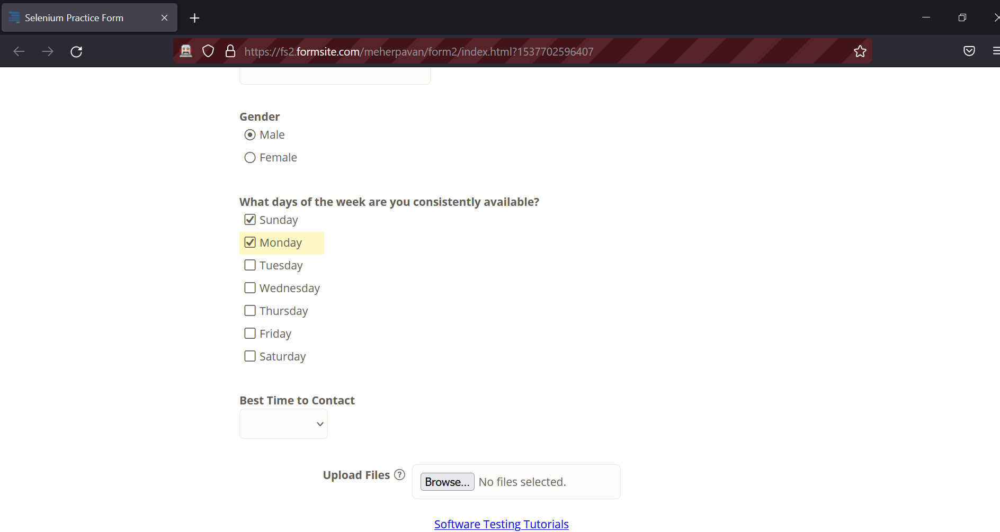 Selenium Practice Form
https://fs2.formsite.com/meherpavan/form2/index.html?1537702596407
Gender
Male
Female
What days of the week are you consistently available?
Sunday
Monday
Tuesday
Wednesday
Thursday
Friday
Saturday
Best Time to Contact
Upload Files ? Browse... No files selected.
Software Testing Tutorials